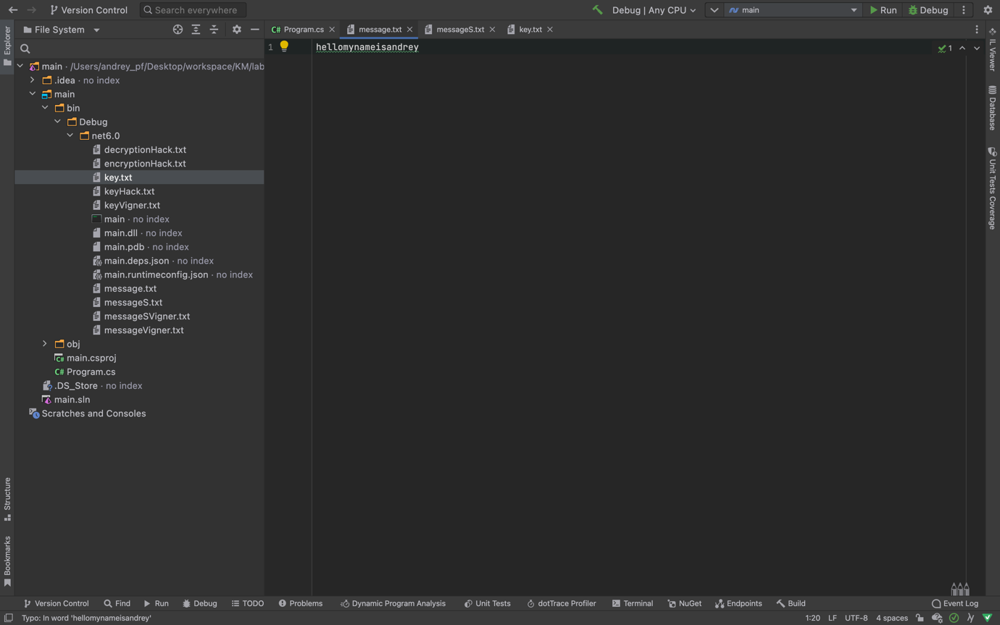 Version Control
Search everywhere
Debug | Any CPU
main
Run
Debug
Explorer
File System
C# Program.cs
message.txt
messageS.txt
key.txt
1
hellomynameisandrey
1
main · /Users/andrey_pf/Desktop/workspace/KM/lab
.idea · no index
main
bin
Debug
net6.0
decryptionHack.txt
encryptionHack.txt
key.txt
keyHack.txt
keyVigner.txt
main · no index
main.dll · no index
main.pdb · no index
main.deps.json · no index
main.runtimeconfig.json · no index
message.txt
messageS.txt
messageSVigner.txt
messageVigner.txt
obj
C# main.csproj
C# Program.cs
.DS_Store · no index
main.sln
Scratches and Consoles
Structure
Bookmarks
IL Viewer
Database
Unit Tests Coverage
Version Control
Find
Run
Debug
TODO
Problems
Dynamic Program Analysis
Unit Tests
dotTrace Profiler
Terminal
NuGet
Endpoints
Build
Event Log
Typo: In word 'hellomynameisandrey'
1:20
LF
UTF-8
4 spaces